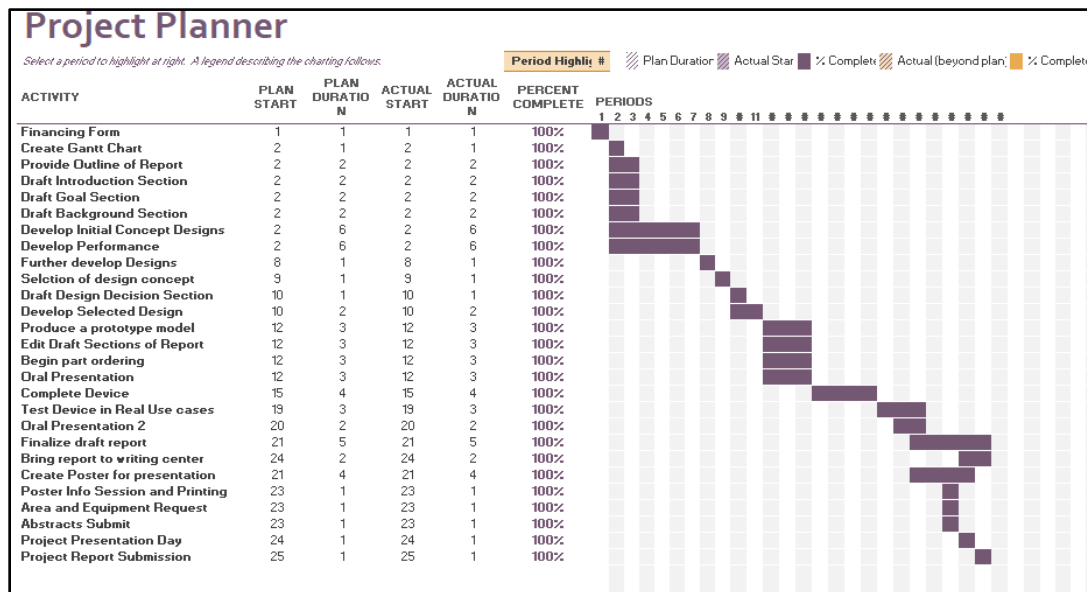 Project Planner
Select a period to highlight at right. A legend describing the charting follows. Period Highlig # Plan Duration Actual Star % Complete Actual (beyond plan) % Complete
ACTIVITY PLAN START PLAN DURATIO N ACTUAL START ACTUAL DURATIO N PERCENT COMPLETE PERIODS
1 2 3 4 5 6 7 8 9 # 11 # # # # # # # # # # # # # #
Financing Form 1 1 1 1 100%
Create Gantt Chart 2 1 2 1 100%
Provide Outline of Report 2 2 2 2 100%
Draft Introduction Section 2 2 2 2 100%
Draft Goal Section 2 2 2 2 100%
Draft Background Section 2 2 2 2 100%
Develop Initial Concept Designs 2 6 2 6 100%
Develop Performance 2 6 2 6 100%
Further develop Designs 8 1 8 1 100%
Selction of design concept 9 1 9 1 100%
Draft Design Decision Section 10 1 10 1 100%
Develop Selected Design 10 2 10 2 100%
Produce a prototype model 12 3 12 3 100%
Edit Draft Sections of Report 12 3 12 3 100%
Begin part ordering 12 3 12 3 100%
Oral Presentation 12 3 12 3 100%
Complete Device 15 4 15 4 100%
Test Device in Real Use cases 19 3 19 3 100%
Oral Presentation 2 20 2 20 2 100%
Finalize draft report 21 5 21 5 100%
Bring report to writing center 24 2 24 2 100%
Create Poster for presentation 21 4 21 4 100%
Poster Info Session and Printing 23 1 23 1 100%
Area and Equipment Request 23 1 23 1 100%
Abstracts Submit 23 1 23 1 100%
Project Presentation Day 24 1 24 1 100%
Project Report Submission 25 1 25 1 100%